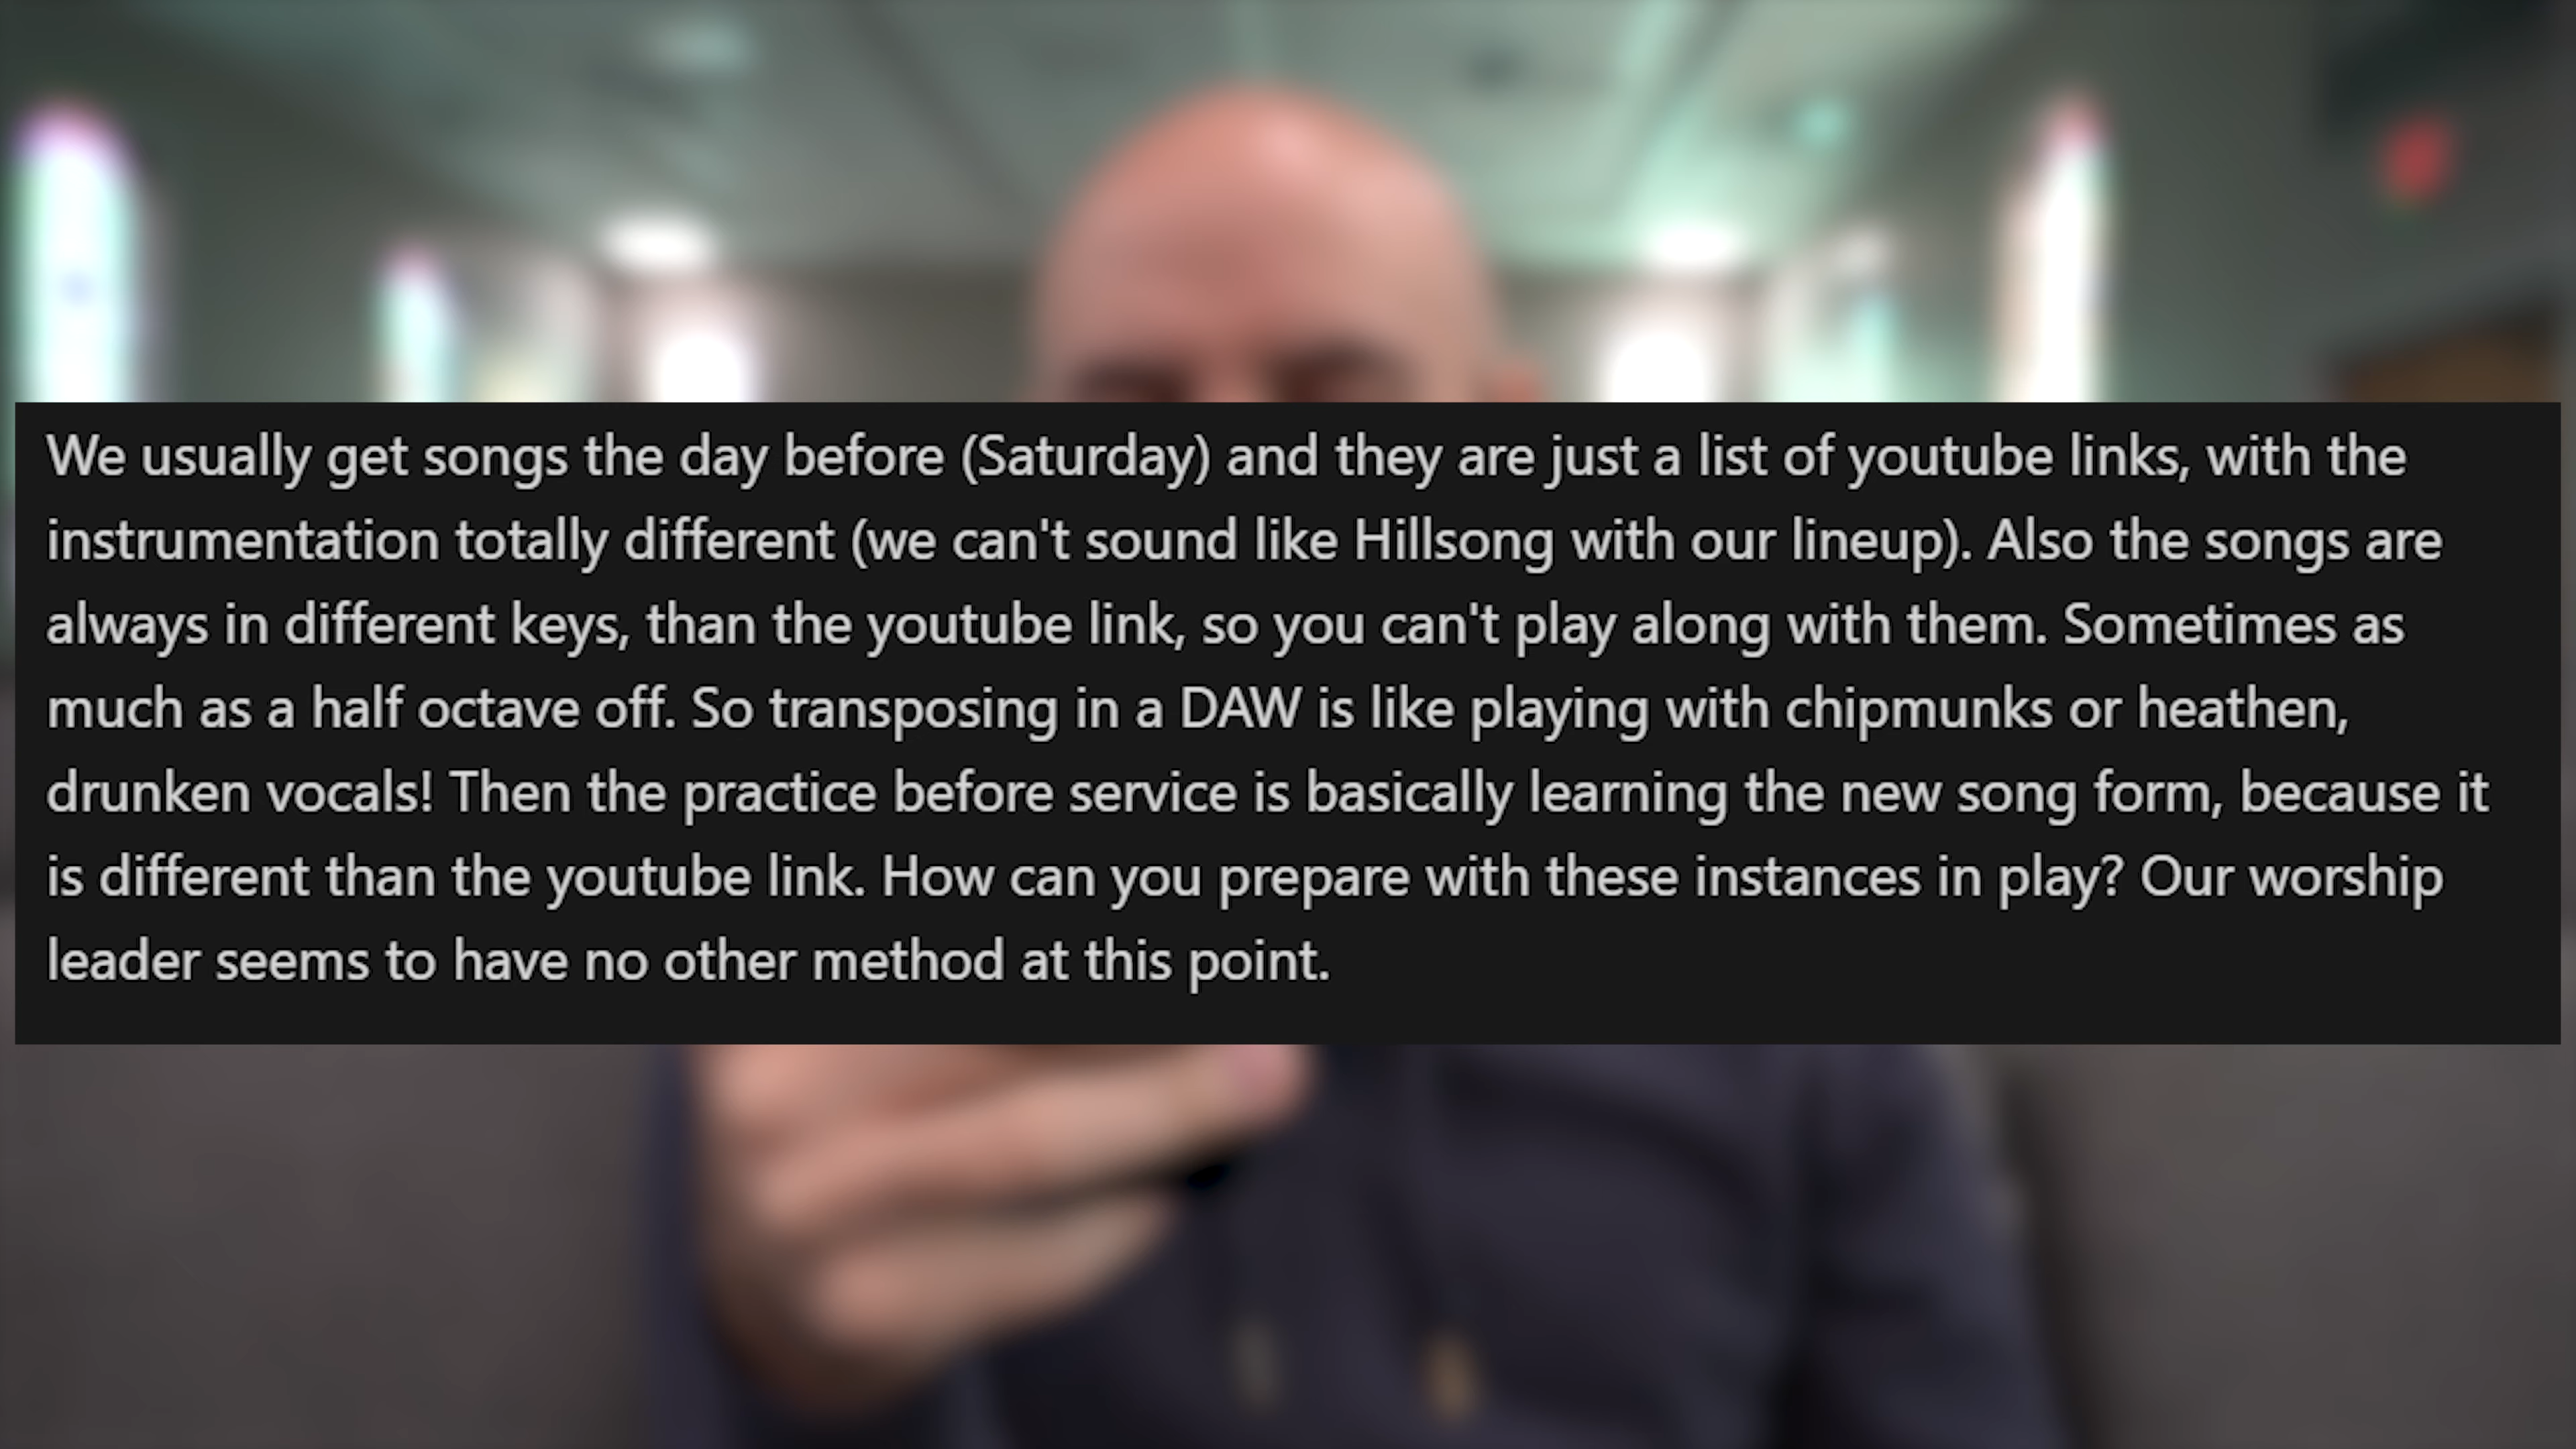 We usually get songs the day before (Saturday) and they are just a list of youtube links, with the
instrumentation totally different (we can't sound like Hillsong with our lineup). Also the songs are
always in different keys, than the youtube link, so you can't play along with them. Sometimes as
much as a half octave off. So transposing in a DAW is like playing with chipmunks or heathen,
drunken vocals! Then the practice before service is basically learning the new song form, because it
is different than the youtube link. How can you prepare with these instances in play? Our worship
leader seems to have no other method at this point.